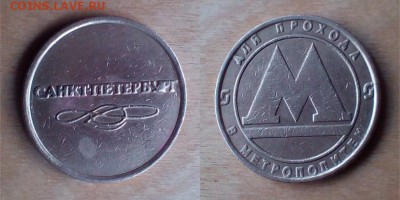 COINS.LAVE.RU
САНКТ-ПЕТЕРБУРГ
ДЛЯ ПРОХОДА
В МЕТРОПОЛИТЕН
М